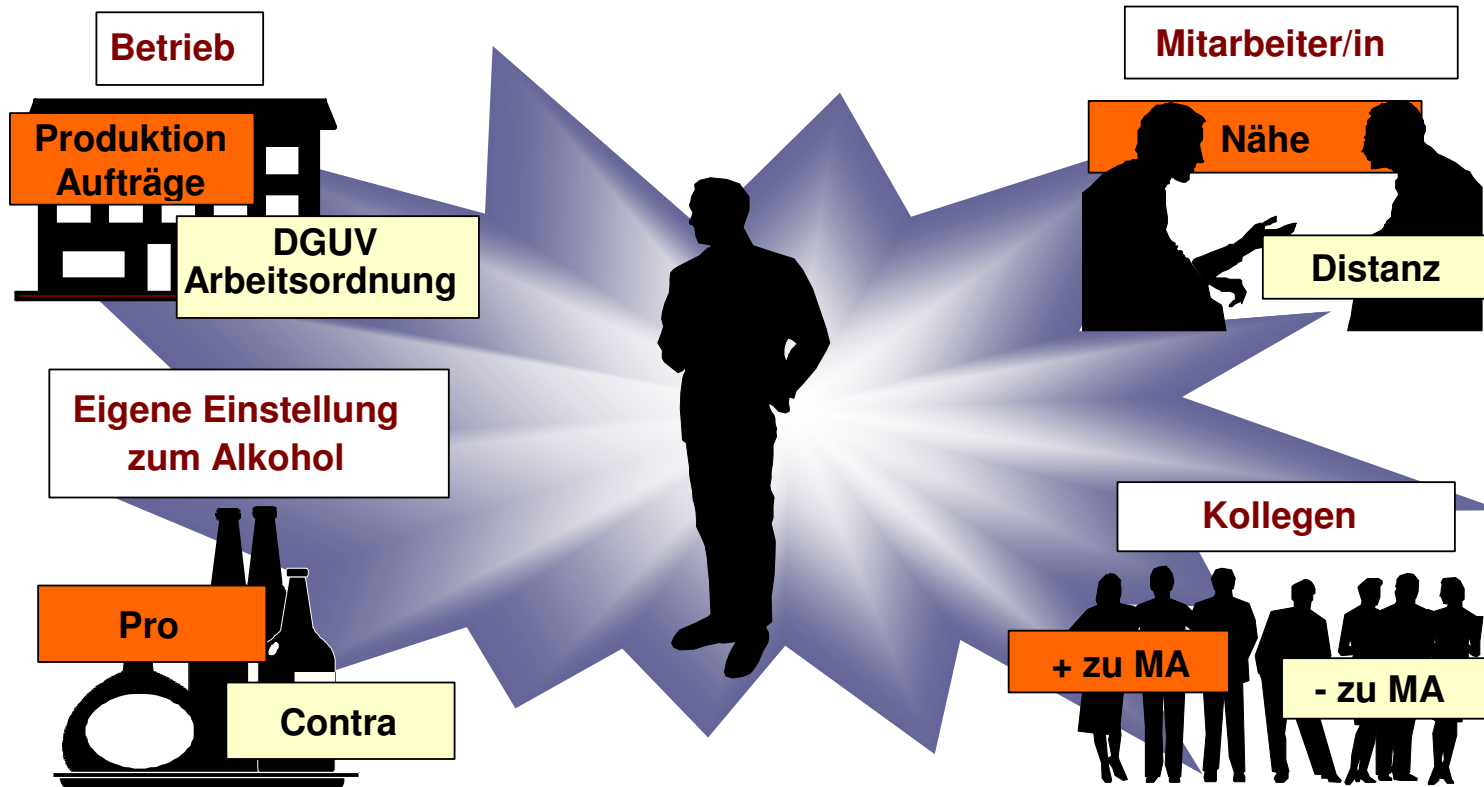 Betrieb
Produktion
Aufträge
DGUV
Arbeitsordnung
Mitarbeiter/in
Nähe
Distanz
Eigene Einstellung
zum Alkohol
Pro
Contra
Kollegen
+ zu MA
- zu MA